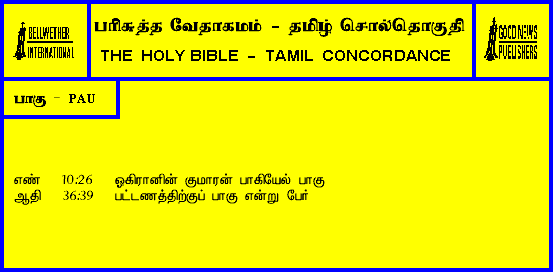 BELLWETHER
INTERNATIONAL
பரிசுத்த வேதாகமம் - தமிழ் சொல்தொகுதி
THE HOLY BIBLE - TAMIL CONCORDANCE
GOOD NEWS
PUBLISHERS
பாகு - PAU
எண் 10:26 ஒகிரானின் குமாரன் பாகியேல் பாகு
ஆதி 36:39 பட்டணத்திற்குப் பாகு என்று பேர்